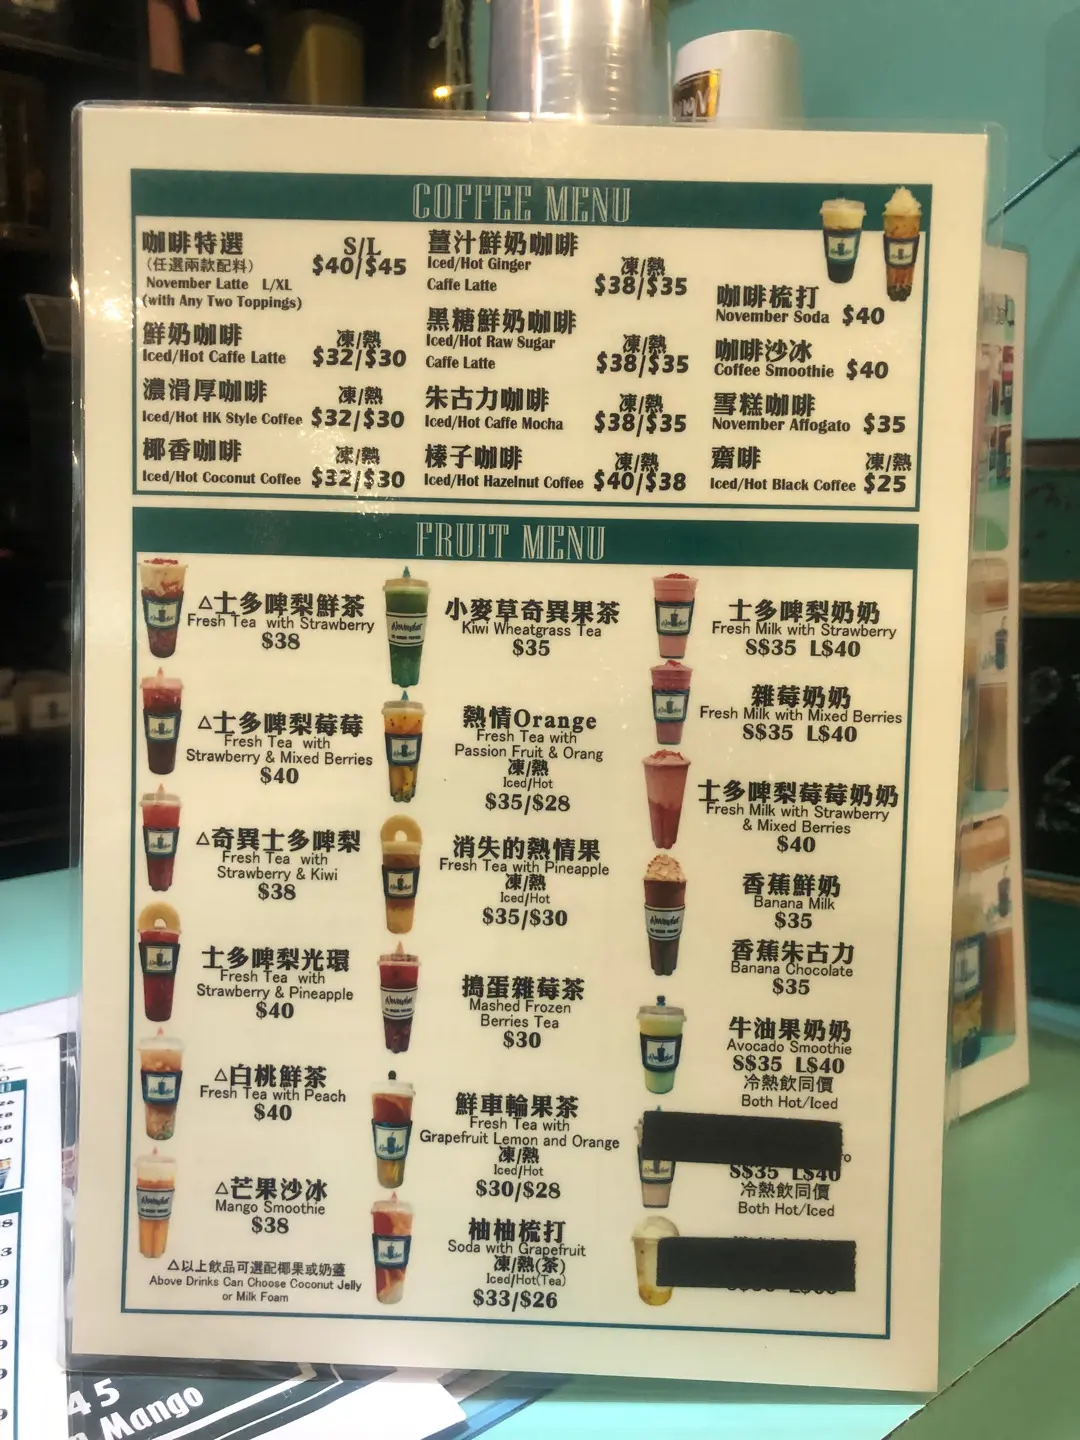 COFFEE MENU
咖啡特選
(任選兩款配料)
November Latte L/XL
(with Any Two Toppings)
S/L
$40/$45
鮮奶咖啡
凍/熱
Iced/Hot Caffe Latte $32/$30
濃滑厚咖啡
凍/熱
Iced/Hot HK Style Coffee $32/$30
椰香咖啡
凍/熱
Iced/Hot Coconut Coffee $32/$30
薑汁鮮奶咖啡
Iced/Hot Ginger
Caffe Latte
凍/熱
$38/$35
黑糖鮮奶咖啡
Iced/Hot Raw Sugar
Caffe Latte
凍/熱
$38/$35
朱古力咖啡
凍/熱
Iced/Hot Caffe Mocha $38/$35
榛子咖啡
凍/熱
Iced/Hot Hazelnut Coffee $40/$38
咖啡梳打
November Soda $40
咖啡沙冰
Coffee Smoothie $40
雪糕咖啡
November Affogato $35
齋啡
凍/熱
Iced/Hot Black Coffee $25
FRUIT MENU
△士多啤梨鮮茶
Fresh Tea with Strawberry
$38
△士多啤梨莓莓
Fresh Tea with
Strawberry & Mixed Berries
$40
△奇異士多啤梨
Fresh Tea with
Strawberry & Kiwi
$38
士多啤梨光環
Fresh Tea with
Strawberry & Pineapple
$40
△白桃鮮茶
Fresh Tea with Peach
$40
△芒果沙冰
Mango Smoothie
$38
△以上飲品可選配椰果或奶蓋
Above Drinks Can Choose Coconut Jelly
or Milk Foam
小麥草奇異果茶
Kiwi Wheatgrass Tea
$35
熱情Orange
Fresh Tea with
Passion Fruit & Orang
凍/熱
Iced/Hot
$35/$28
消失的熱情果
Fresh Tea with Pineapple
凍/熱
Iced/Hot
$35/$30
搗蛋雜莓茶
Mashed Frozen
Berries Tea
$30
鮮車輪果茶
Fresh Tea with
Grapefruit Lemon and Orange
凍/熱
Iced/Hot
$30/$28
柚柚梳打
Soda with Grapefruit
凍/熱(茶)
Iced/Hot(Tea)
$33/$26
士多啤梨奶奶
Fresh Milk with Strawberry
S$35 L$40
雜莓奶奶
Fresh Milk with Mixed Berries
S$35 L$40
士多啤梨莓莓奶奶
Fresh Milk with Strawberry
& Mixed Berries
$40
香蕉鮮奶
Banana Milk
$35
香蕉朱古力
Banana Chocolate
$35
牛油果奶奶
Avocado Smoothie
S$35 L$40
冷熱飲同價
Both Hot/Iced
S$35 L$40
冷熱飲同價
Both Hot/Iced
45
Mango